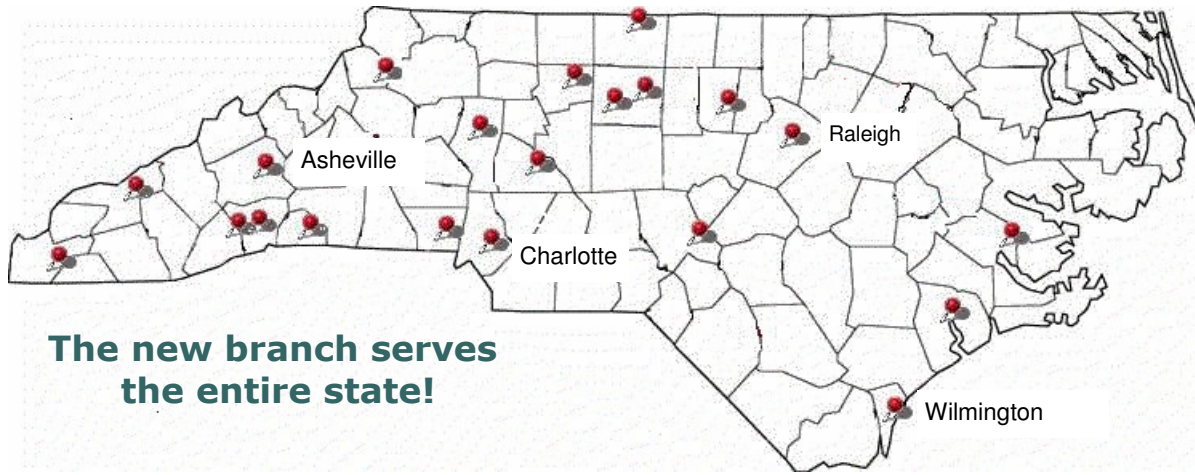 Raleigh
Asheville
Charlotte
The new branch serves
the entire state!
Wilmington